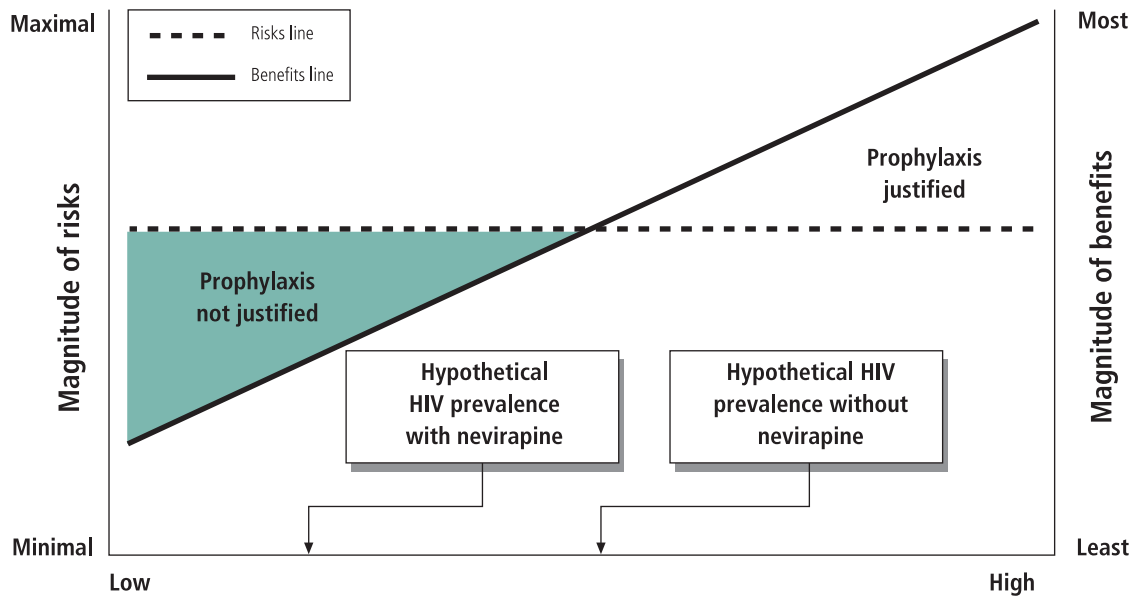 Maximal
Risks line
Benefits line
Most
Prophylaxis
justified
Magnitude of risks
Magnitude of benefits
Prophylaxis
not justified
Hypothetical
HIV prevalence
with nevirapine
Hypothetical HIV
prevalence without
nevirapine
Minimal
Least
Low
High